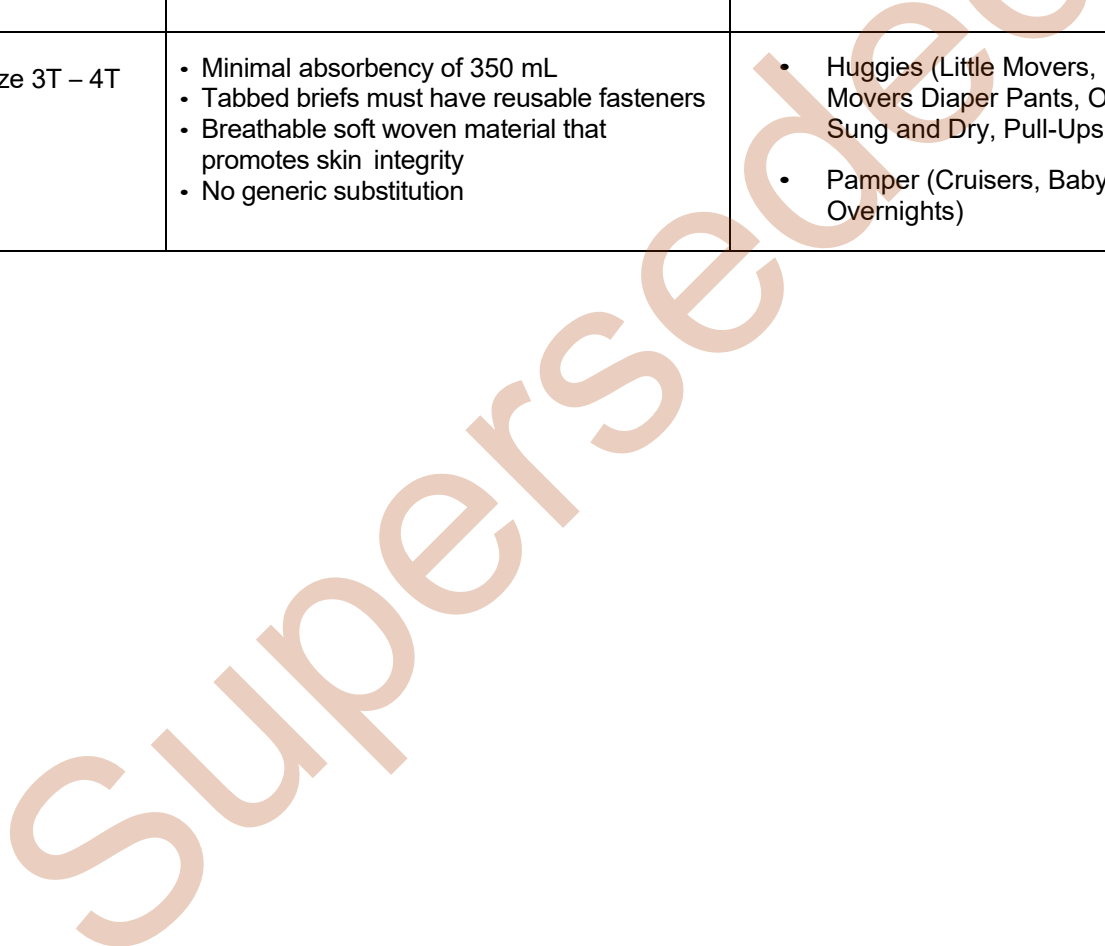 ze 3T – 4T
• Minimal absorbency of 350 mL
• Tabbed briefs must have reusable fasteners
• Breathable soft woven material that
promotes skin integrity
• No generic substitution
• Huggies (Little Movers,
Movers Diaper Pants, O
Sung and Dry, Pull-Ups
• Pamper (Cruisers, Baby
Overnights)
Supersede